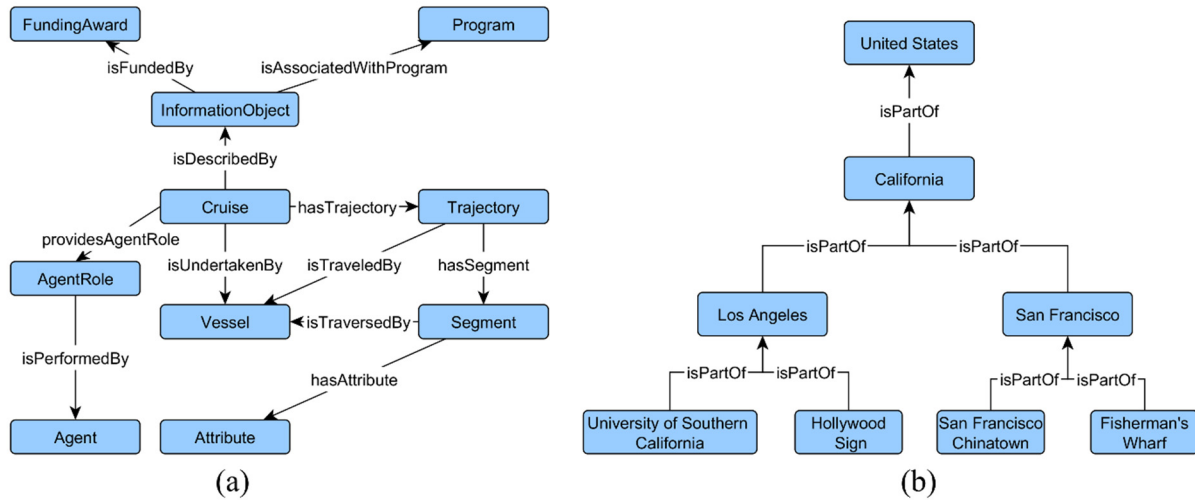 FundingAward
Program
isFundedBy
isAssociatedWithProgram
InformationObject
isDescribedBy
Cruise
hasTrajectory
Trajectory
providesAgentRole
isUndertakenBy
isTraveledBy
hasSegment
AgentRole
Vessel
isTraversedBy
Segment
isPerformedBy
hasAttribute
Agent
Attribute
(a)
United States
isPartOf
California
isPartOf
isPartOf
Los Angeles
San Francisco
isPartOf
isPartOf
isPartOf
isPartOf
University of Southern
California
Hollywood
Sign
San Francisco
Chinatown
Fisherman's
Wharf
(b)